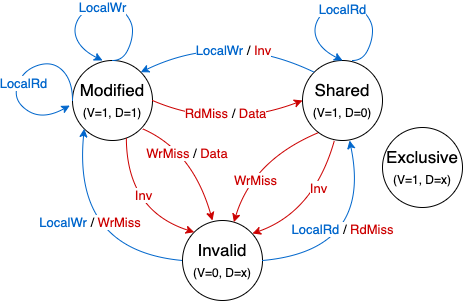 LocalWr
LocalRd
LocalWr / Inv
LocalRd
Modified
(V=1, D=1)
Shared
(V=1, D=0)
RdMiss / Data
WrMiss / Data
WrMiss
Exclusive
(V=1, D=x)
Inv
Inv
LocalWr / WrMiss
LocalRd / RdMiss
Invalid
(V=0, D=x)